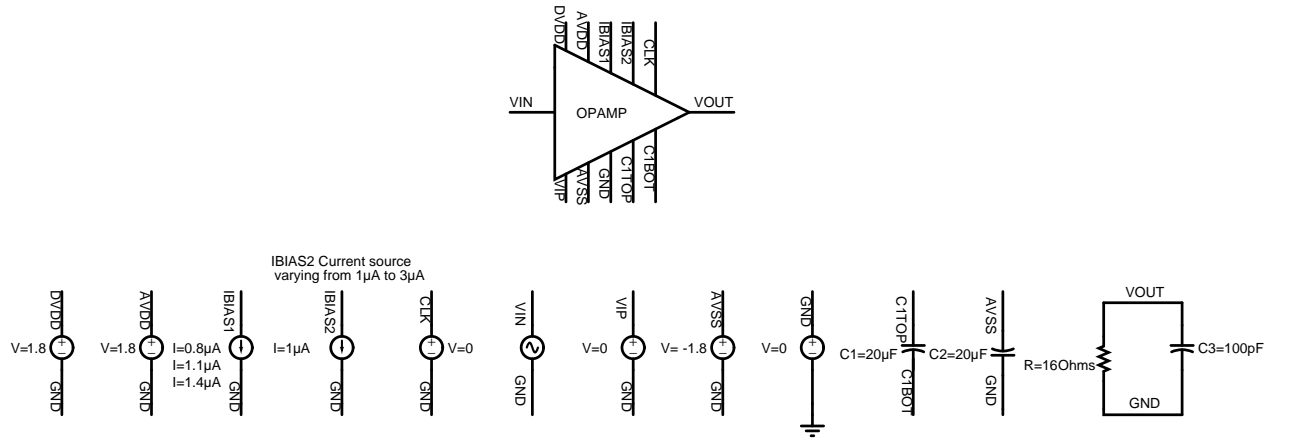 DVDD
AVDD
IBIAS1
IBIAS2
CLK
VIN
OPAMP
VOUT
VIP
AVSS
GND
C1TOP
C1BOT
IBIAS2 Current source
varying from 1µA to 3µA
DVDD
V=1.8
GND
AVDD
V=1.8
GND
IBIAS1
I=0.8µA
I=1.1µA
I=1.4µA
GND
IBIAS2
I=1µA
GND
CLK
V=0
GND
VIN
GND
VIP
V=0
GND
AVSS
V= -1.8
GND
GND
V=0
C1TOP
C1=20µF
C1BOT
AVSS
C2=20µF
GND
VOUT
R=16Ohms
C3=100pF
GND